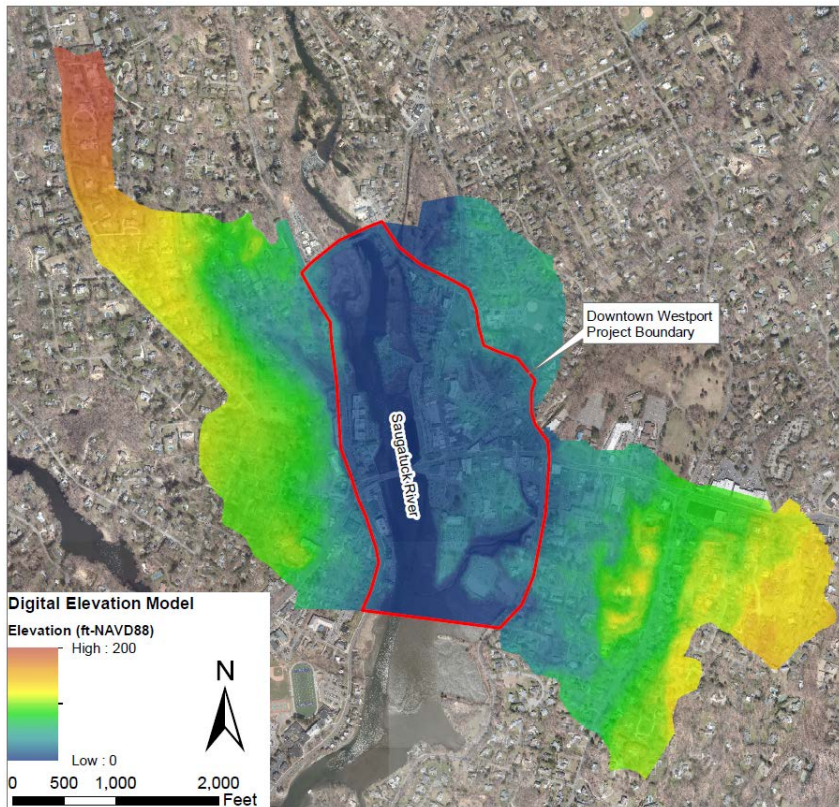 Downtown Westport
Project Boundary
Saugatuck River
Digital Elevation Model
Elevation (ft-NAVD88)
High : 200
Low : 0
N
0 500 1,000 2,000
Feet